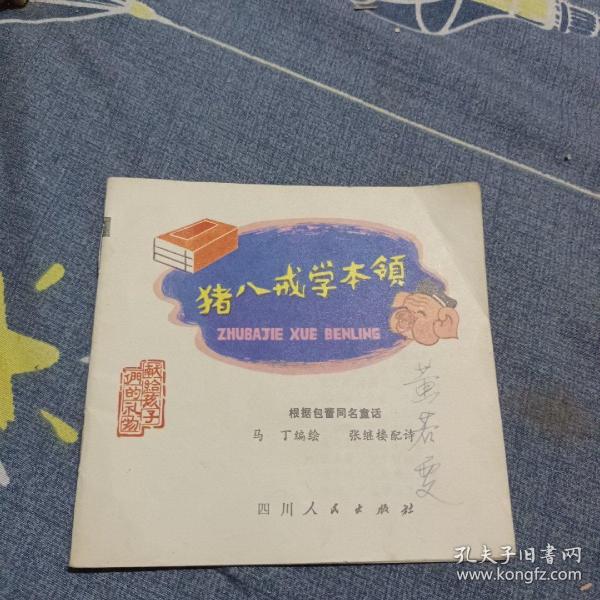 猪八戒学本領
ZHUBAJIE XUE BENLING
献给孩子
们的礼物
根据包蕾同名童话
马 丁编绘 张继楼配诗
四川人民出版社
孔夫子旧书网
www.kongfz.com